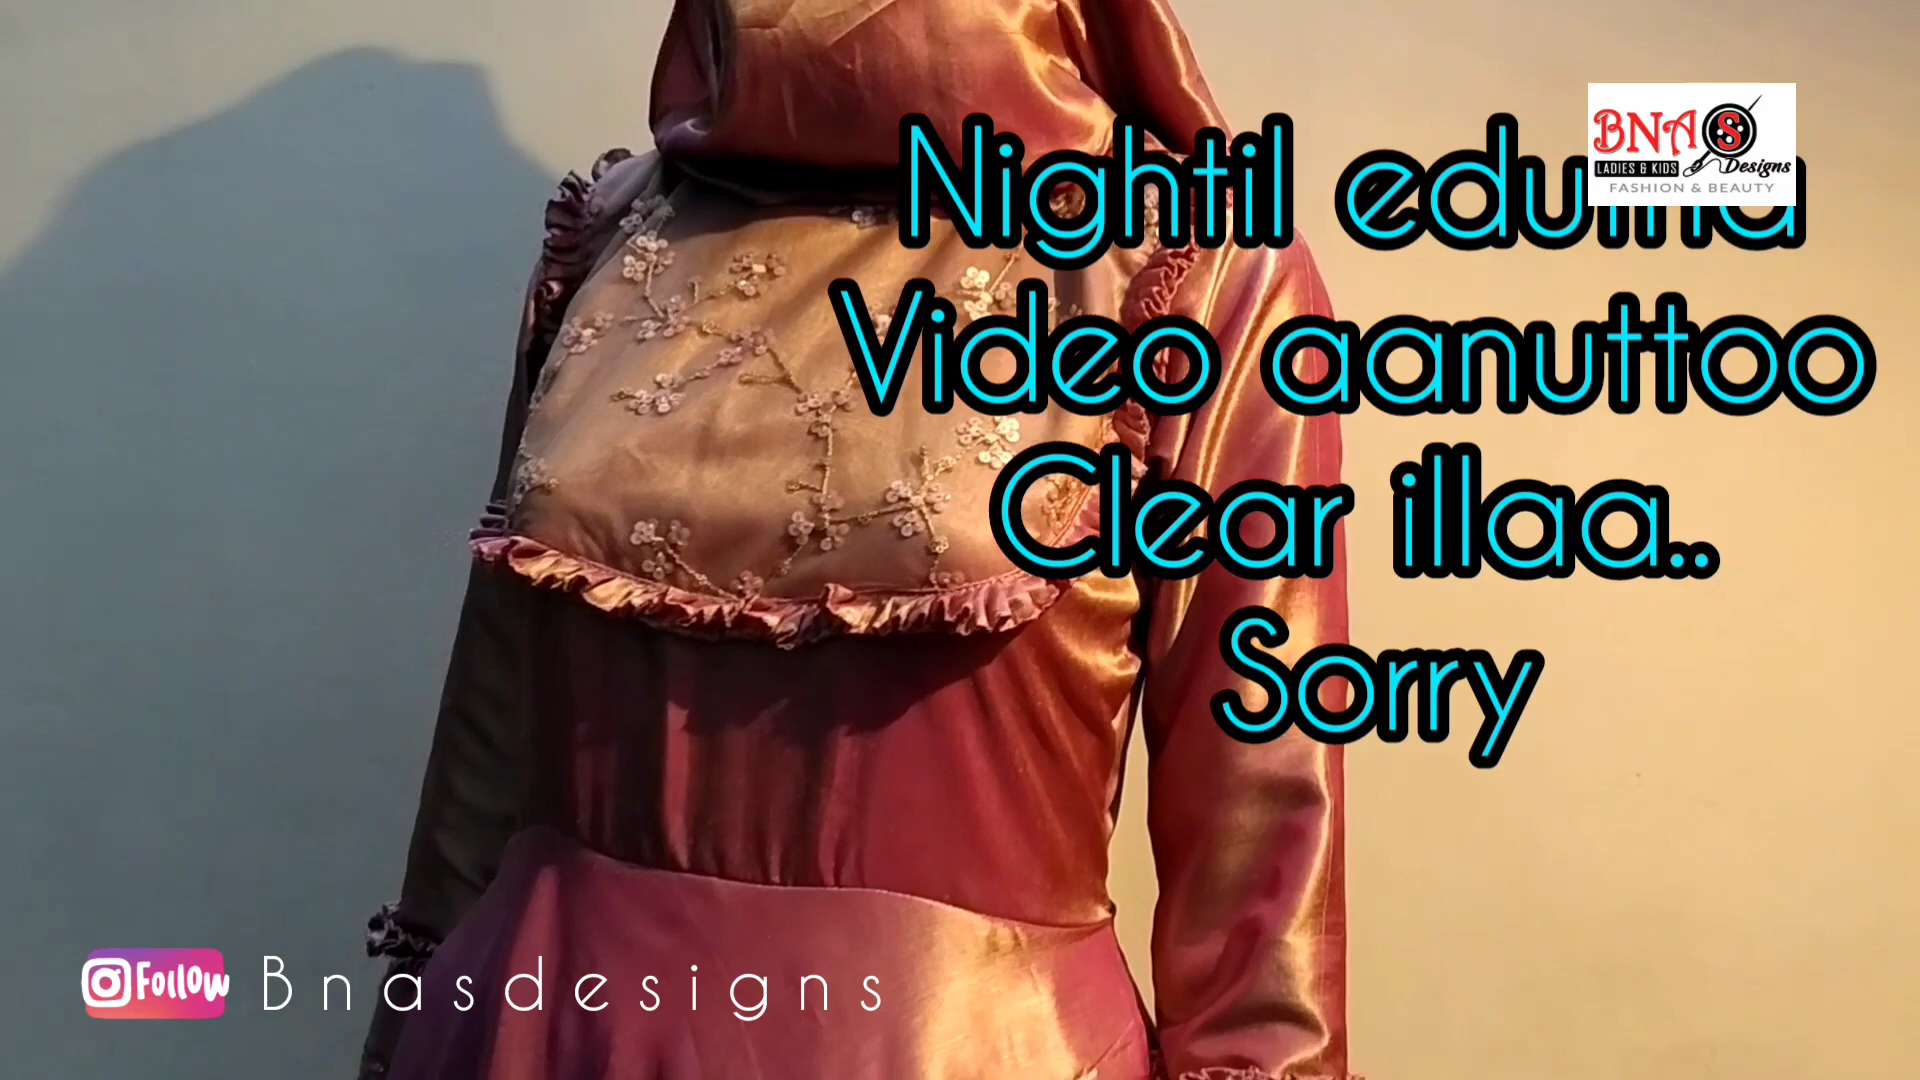 Nightil
Video aanuttoo
Clear illaa..
Sorry
BNAS
LADIES & KIDS
Designs
FASHION & BEAUTY
Follow
Bnasdesigns